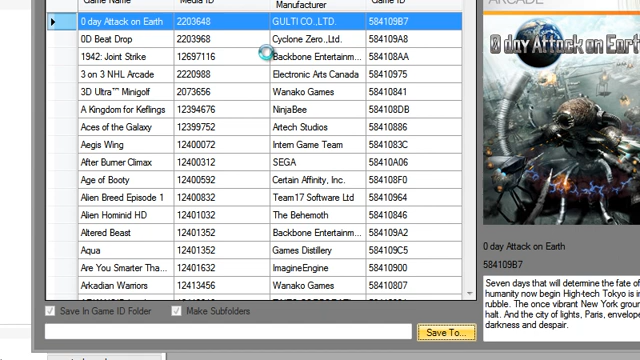 Game Name Media ID Manufacturer Game ID
0 day Attack on Earth 2203648 GULTI CO.,LTD. 584109B7
0D Beat Drop 2203968 Cyclone Zero.,Ltd. 584109A8
1942: Joint Strike 12697116 Backbone Entertainm... 584108AA
3 on 3 NHL Arcade 2220988 Electronic Arts Canada 58410975
3D Ultra™ Minigolf 2073656 Wanako Games 58410841
A Kingdom for Keflings 12394676 NinjaBee 584108DB
Aces of the Galaxy 12399752 Artech Studios 58410886
Aegis Wing 12400072 Intern Game Team 5841083C
After Burner Climax 12400312 SEGA 58410A06
Age of Booty 12400592 Certain Affinity, Inc. 584108F0
Alien Breed Episode 1 12400832 Team17 Software Ltd 58410964
Alien Hominid HD 12401032 The Behemoth 58410846
Altered Beast 12401352 Backbone Entertainm... 584109A2
Aqua 12401352 Games Distillery 584109C5
Are You Smarter Tha... 12401632 ImagineEngine 58410900
Arkadian Warriors 12413456 Wanako Games 58410807
Save In Game ID Folder Make Subfolders
Save To...
ARCADE
0 day Attack on Earth
0 day Attack on Earth
584109B7
Seven days that will determine the fate of
humanity now begin High-tech Tokyo is in
rubble. The once vibrant New York
halt. And the city of lights, Paris,
darkness and despair.